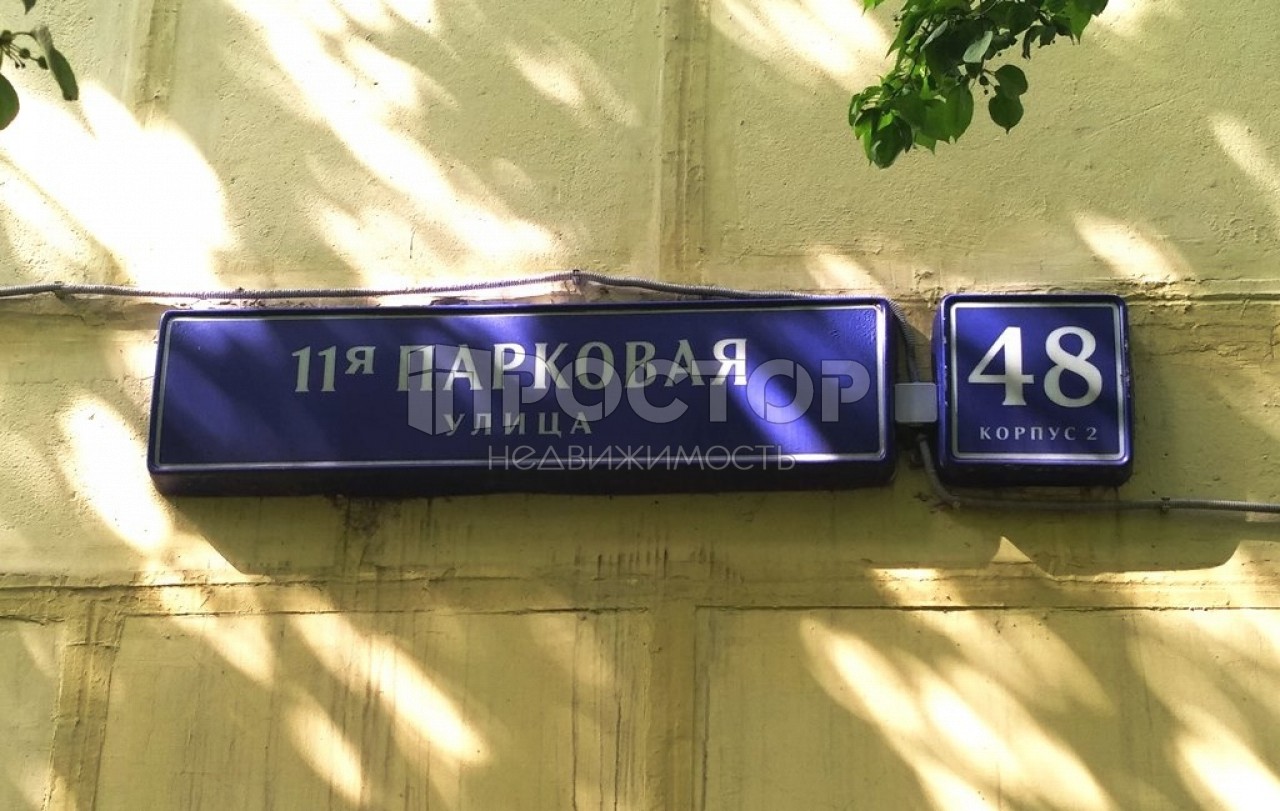 11я ПАРКОВАЯ
УЛИЦА
48
КОРПУС 2
ПРОСТОР
НЕДВИЖИМОСТЬ